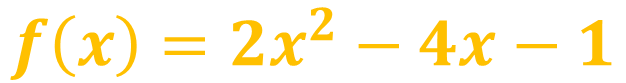 f(x) = 2x² − 4x − 1